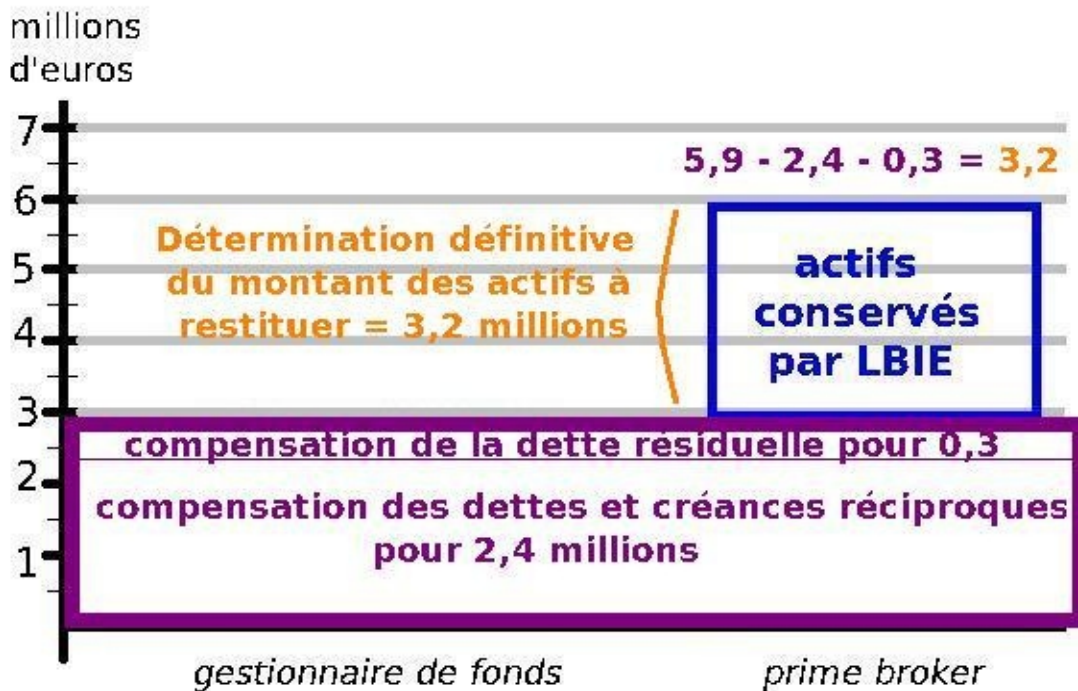 millions
d'euros
7
5,9 - 2,4 - 0,3 = 3,2
6
Détermination définitive
du montant des actifs à
restituer = 3,2 millions
actifs
conservés
par LBIE
5
4
3
compensation de la dette résiduelle pour 0,3
2
compensation des dettes et créances réciproques
pour 2,4 millions
1
gestionnaire de fonds
prime broker